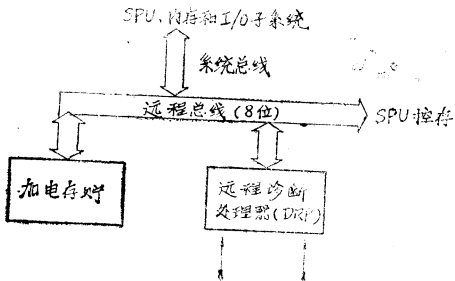 SPU、内存和I/O子系统
系统总线
远程总线(8位)
SPU控存
加电存贮
远程诊断
处理器(DRP)